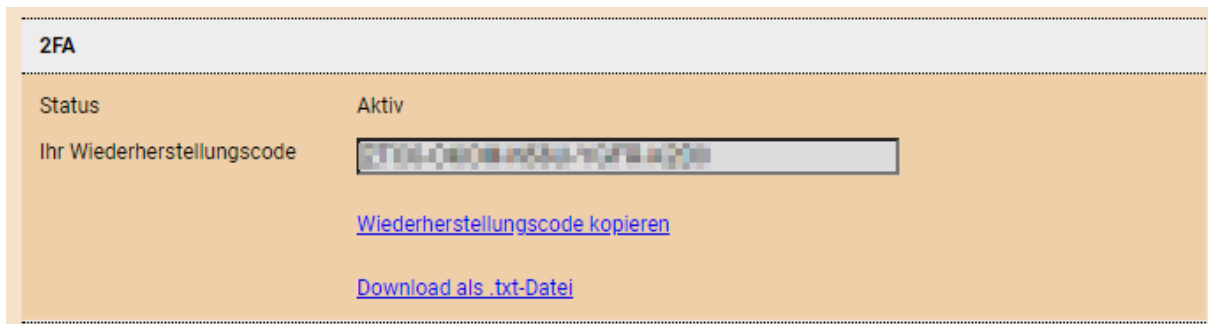 2FA
Status Aktiv
Ihr Wiederherstellungscode
Wiederherstellungscode kopieren
Download als .txt-Datei